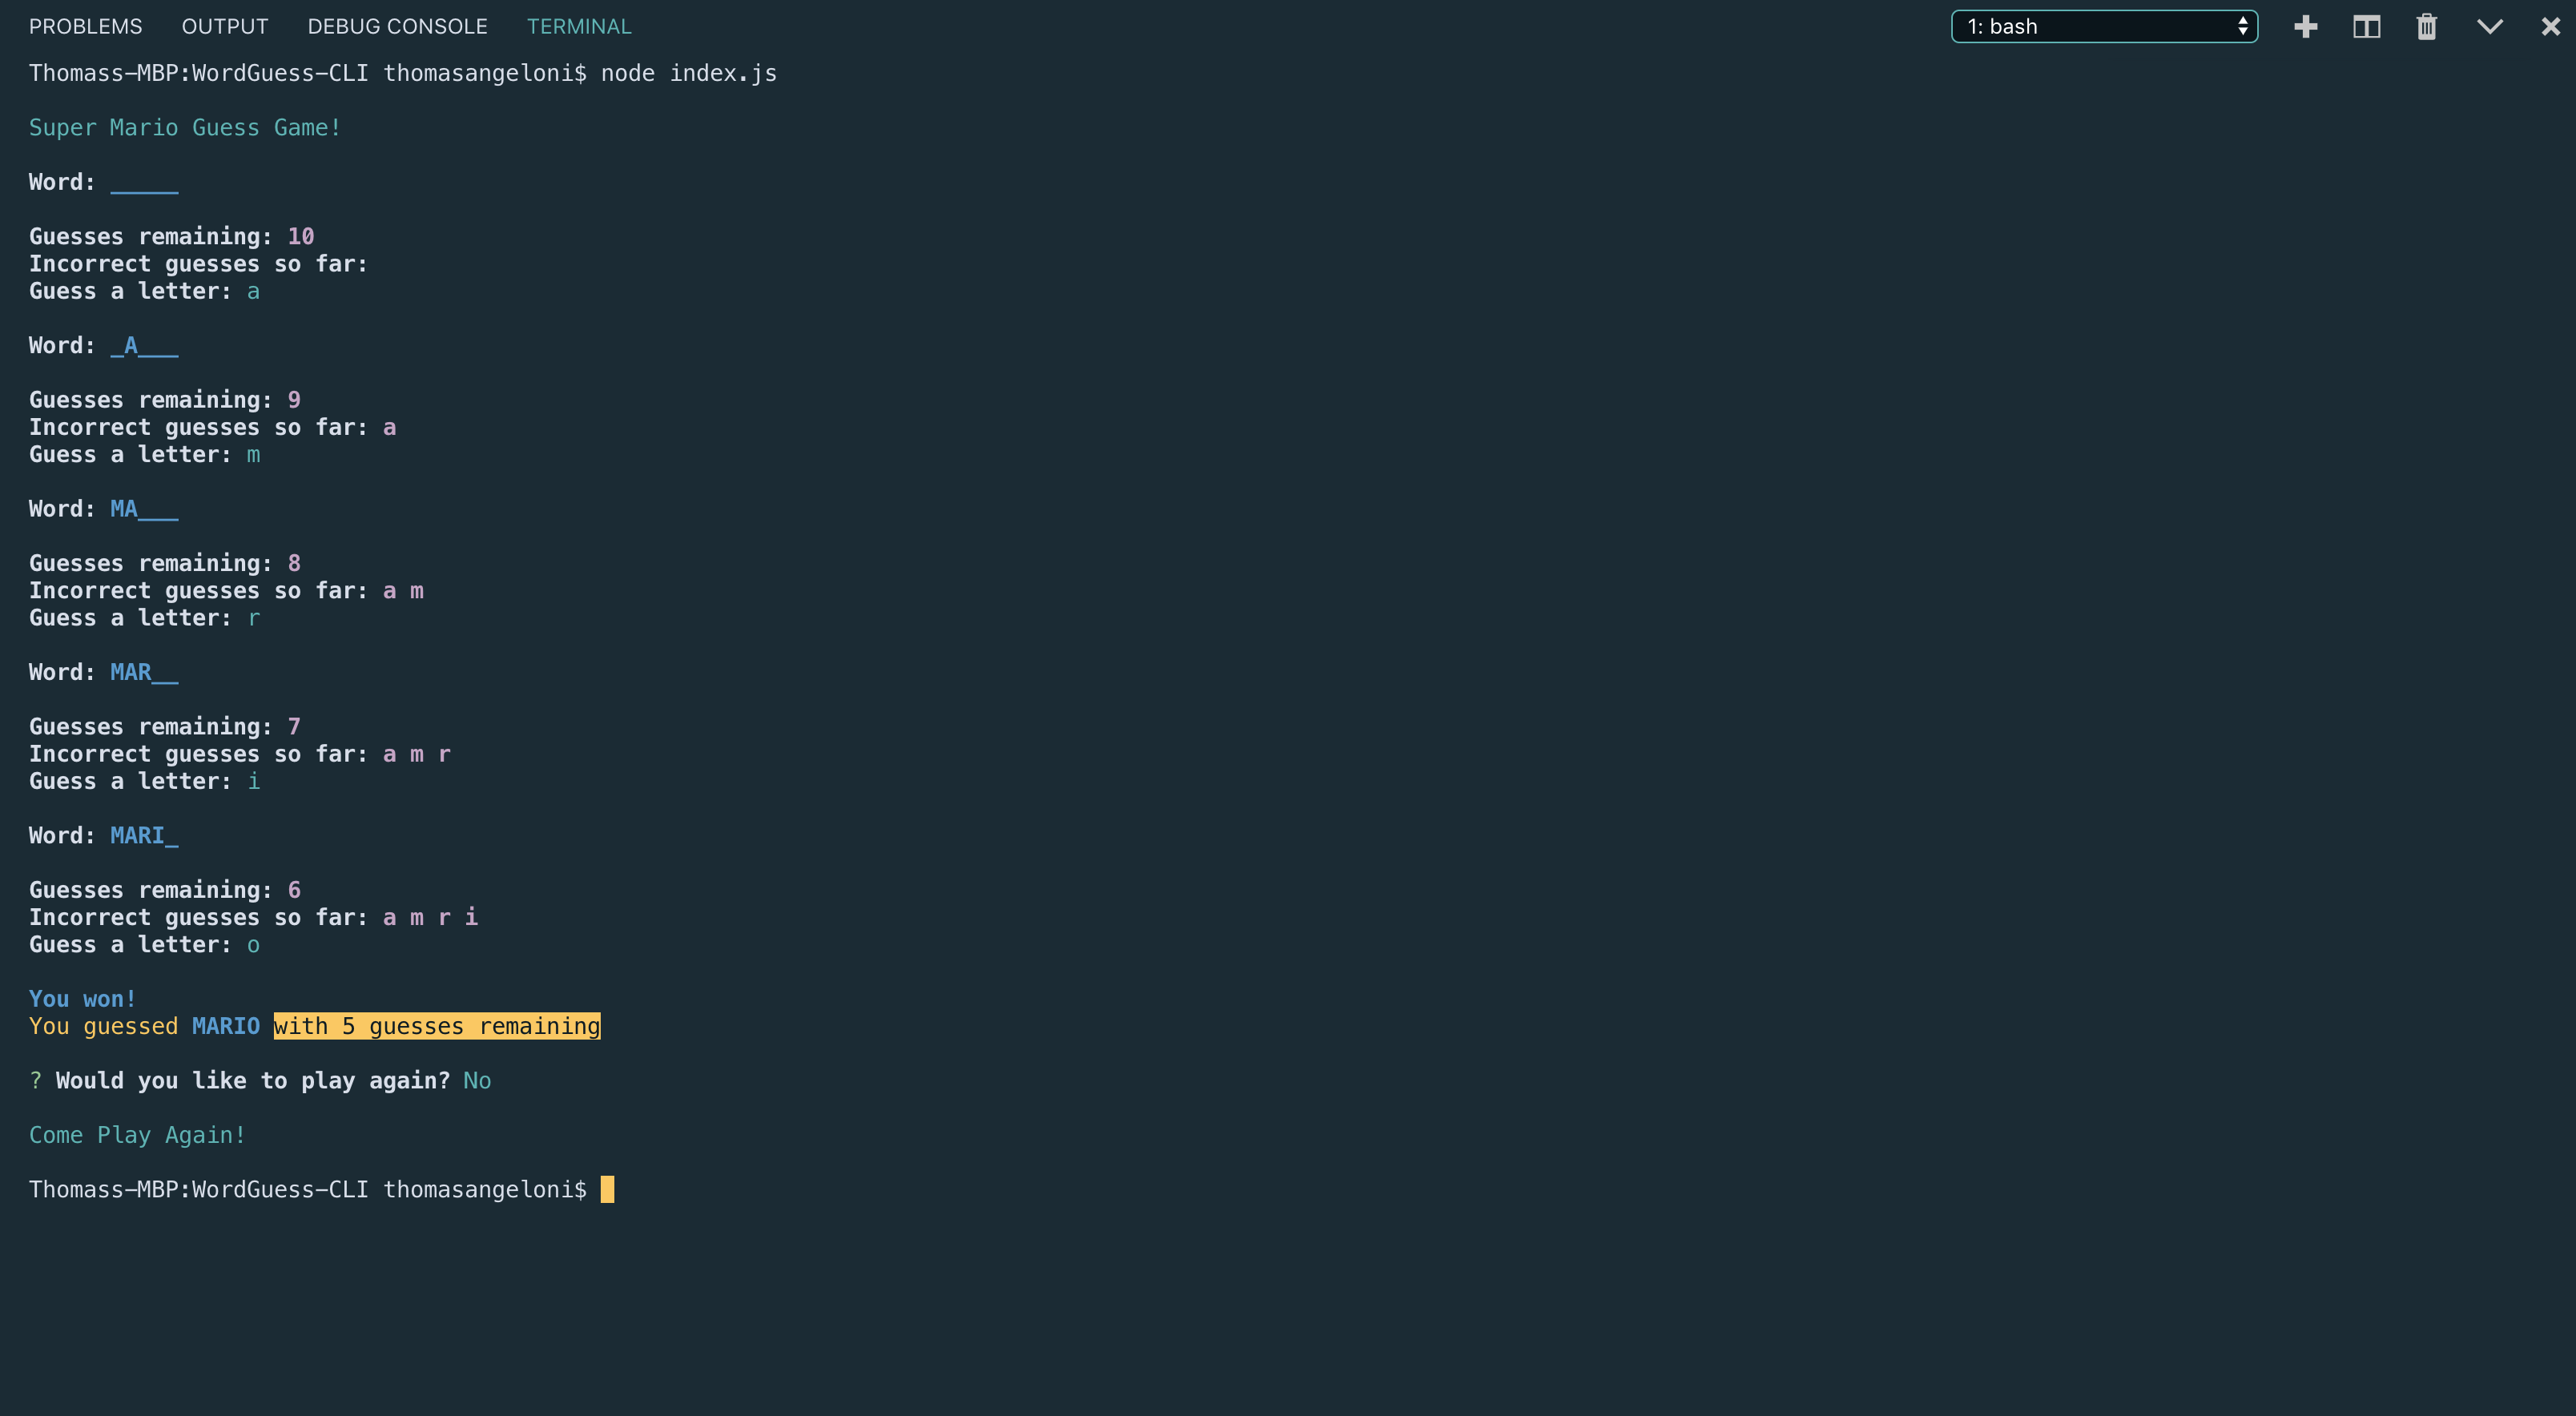 PROBLEMS OUTPUT DEBUG CONSOLE TERMINAL 1: bash
Thomass-MBP:WordGuess-CLI thomasangeloni$ node index.js
Super Mario Guess Game!
Word: _____
Guesses remaining: 10
Incorrect guesses so far:
Guess a letter: a
Word: _A___
Guesses remaining: 9
Incorrect guesses so far: a
Guess a letter: m
Word: MA___
Guesses remaining: 8
Incorrect guesses so far: a m
Guess a letter: r
Word: MAR__
Guesses remaining: 7
Incorrect guesses so far: a m r
Guess a letter: i
Word: MARI_
Guesses remaining: 6
Incorrect guesses so far: a m r i
Guess a letter: o
You won!
You guessed MARIO with 5 guesses remaining
? Would you like to play again? No
Come Play Again!
Thomass-MBP:WordGuess-CLI thomasangeloni$